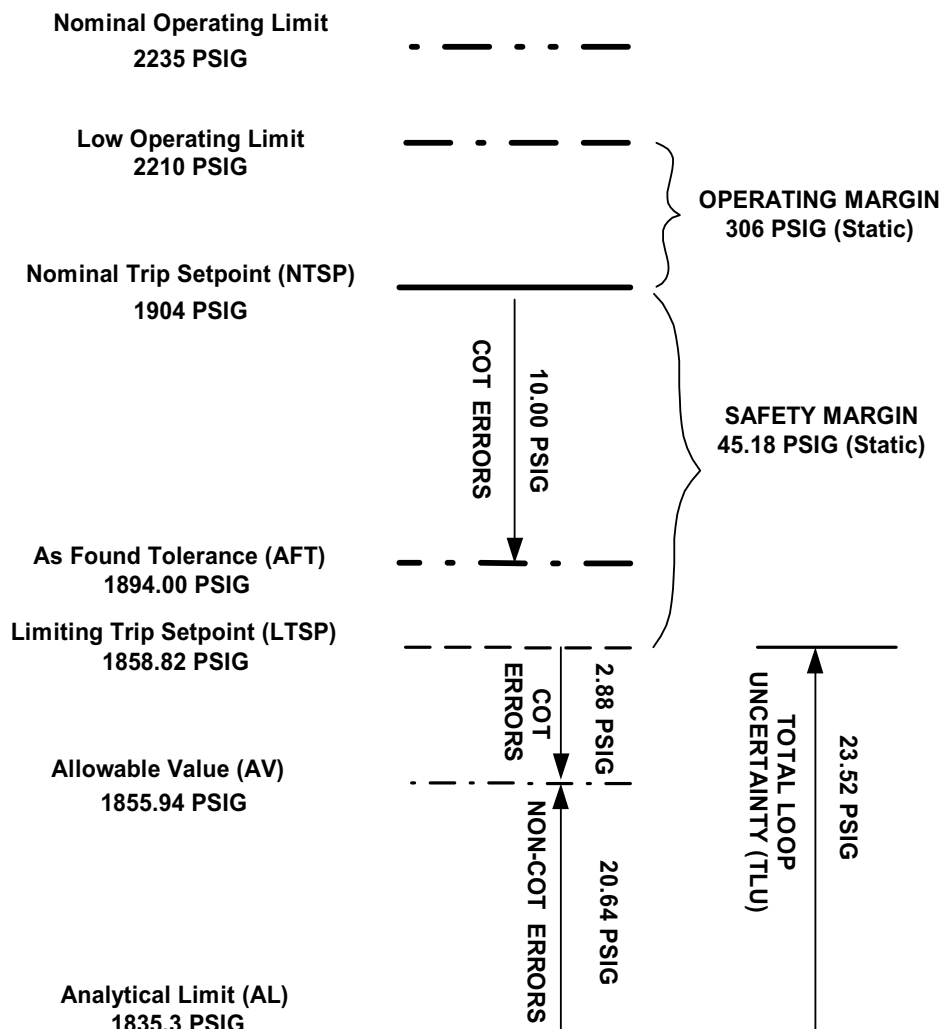 Nominal Operating Limit
2235 PSIG
Low Operating Limit
2210 PSIG
OPERATING MARGIN
306 PSIG (Static)
Nominal Trip Setpoint (NTSP)
1904 PSIG
COT ERRORS
10.00 PSIG
SAFETY MARGIN
45.18 PSIG (Static)
As Found Tolerance (AFT)
1894.00 PSIG
Limiting Trip Setpoint (LTSP)
1858.82 PSIG
COT
ERRORS
2.88 PSIG
TOTAL LOOP
UNCERTAINTY (TLU)
23.52 PSIG
Allowable Value (AV)
1855.94 PSIG
NON-COT ERRORS
20.64 PSIG
Analytical Limit (AL)
1835.3 PSIG